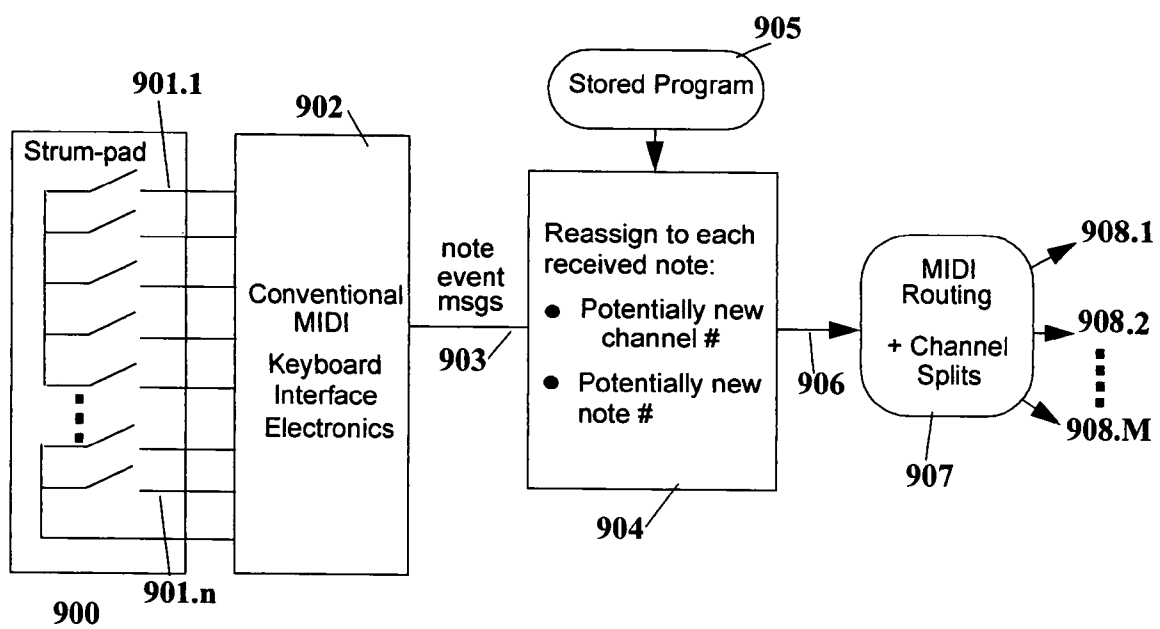 905
Stored Program
901.1
902
Strum-pad
Conventional
MIDI
Keyboard
Interface
Electronics
note
event
msgs
903
Reassign to each
received note:
● Potentially new
channel #
● Potentially new
note #
904
906
MIDI
Routing
+ Channel
Splits
907
908.1
908.2
908.M
901.n
900